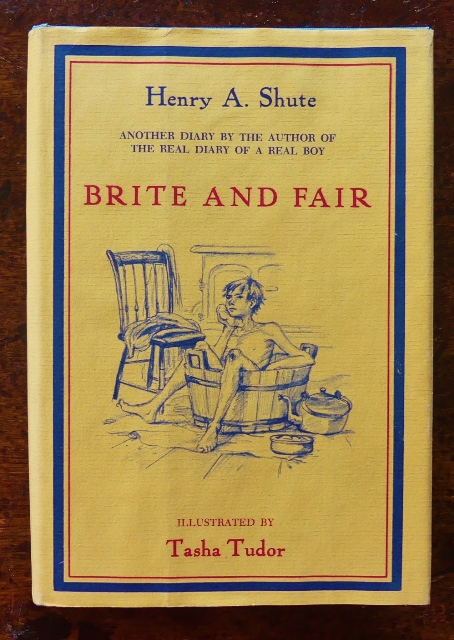 Henry A. Shute
ANOTHER DIARY BY THE AUTHOR OF
THE REAL DIARY OF A REAL BOY
BRITE AND FAIR
ILLUSTRATED BY
Tasha Tudor